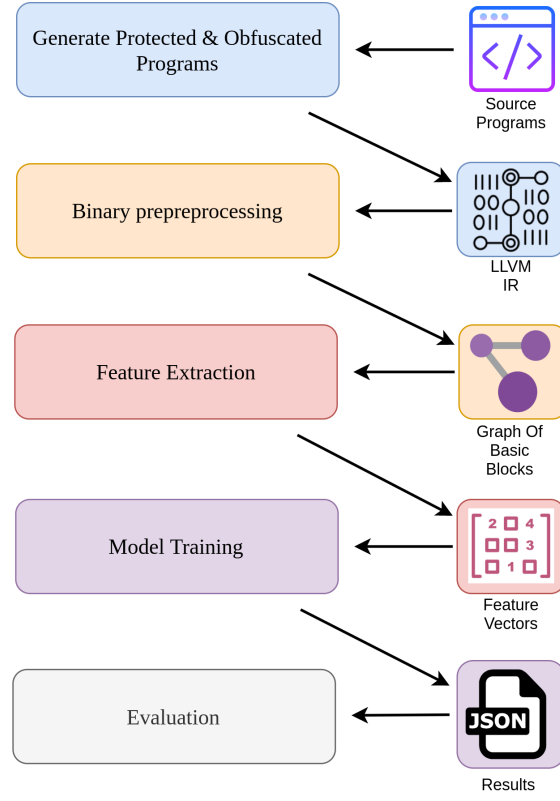 Generate Protected & Obfuscated
Programs
</>
Source
Programs
Binary prepreprocessing
LLVM
IR
Feature Extraction
Graph Of
Basic
Blocks
Model Training
2 4
3
1
Feature
Vectors
Evaluation
JSON
Results